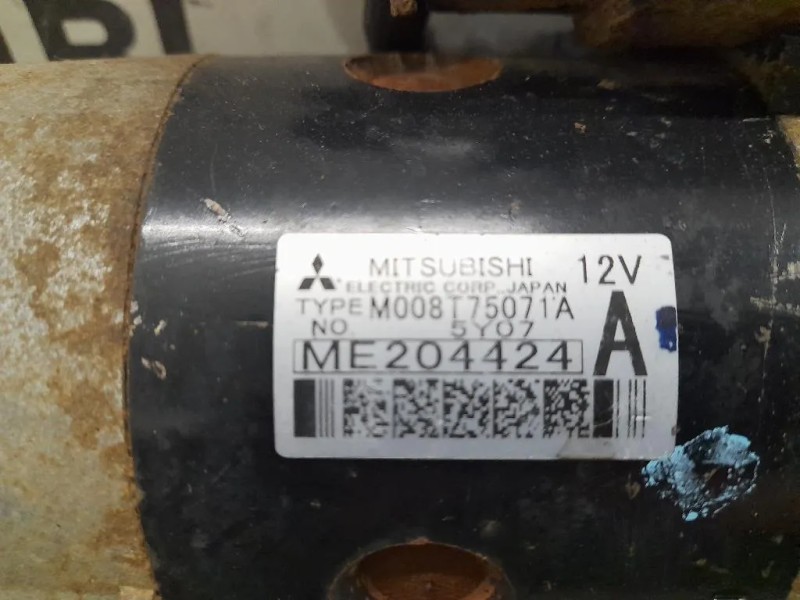 MITSUBISHI 12V
ELECTRIC CORP. JAPAN
TYPE M008T75071A
NO. 5Y07
ME204424 A